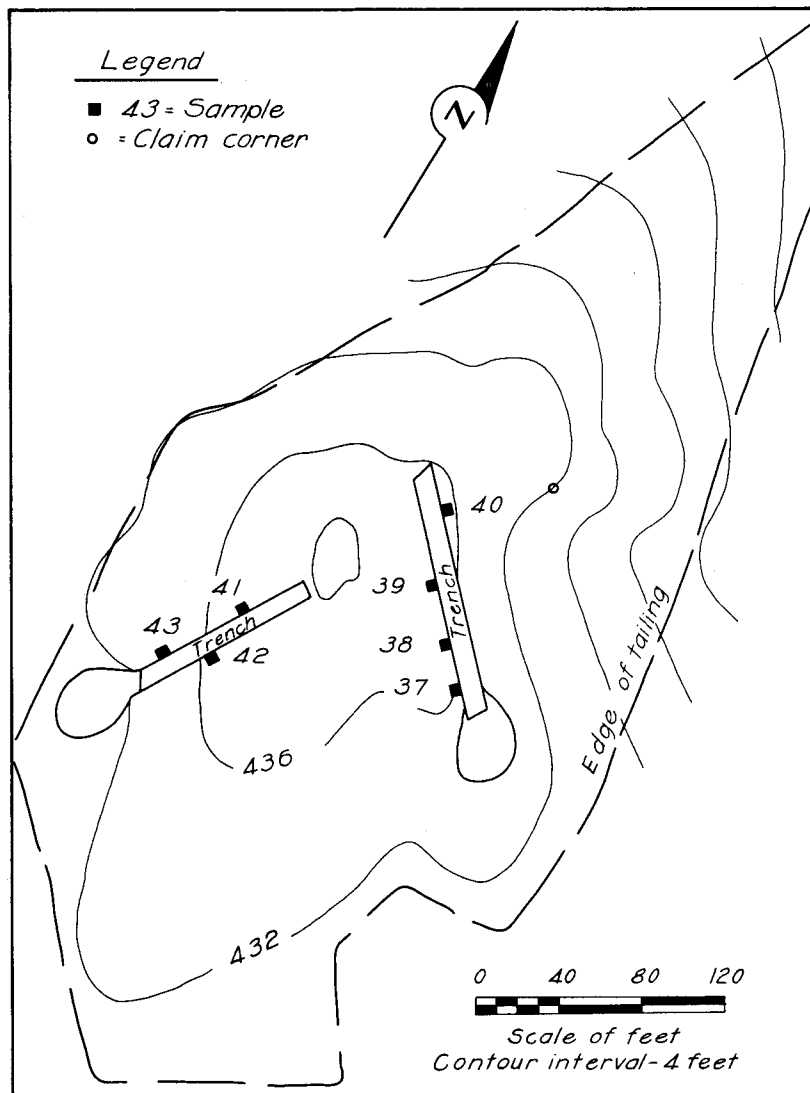 Legend
43 = Sample
= Claim corner
N
40
39
41
Trench
43
Trench
38
42
37
436
Edge of tailing
432
0 40 80 120
Scale of feet
Contour interval-4 feet